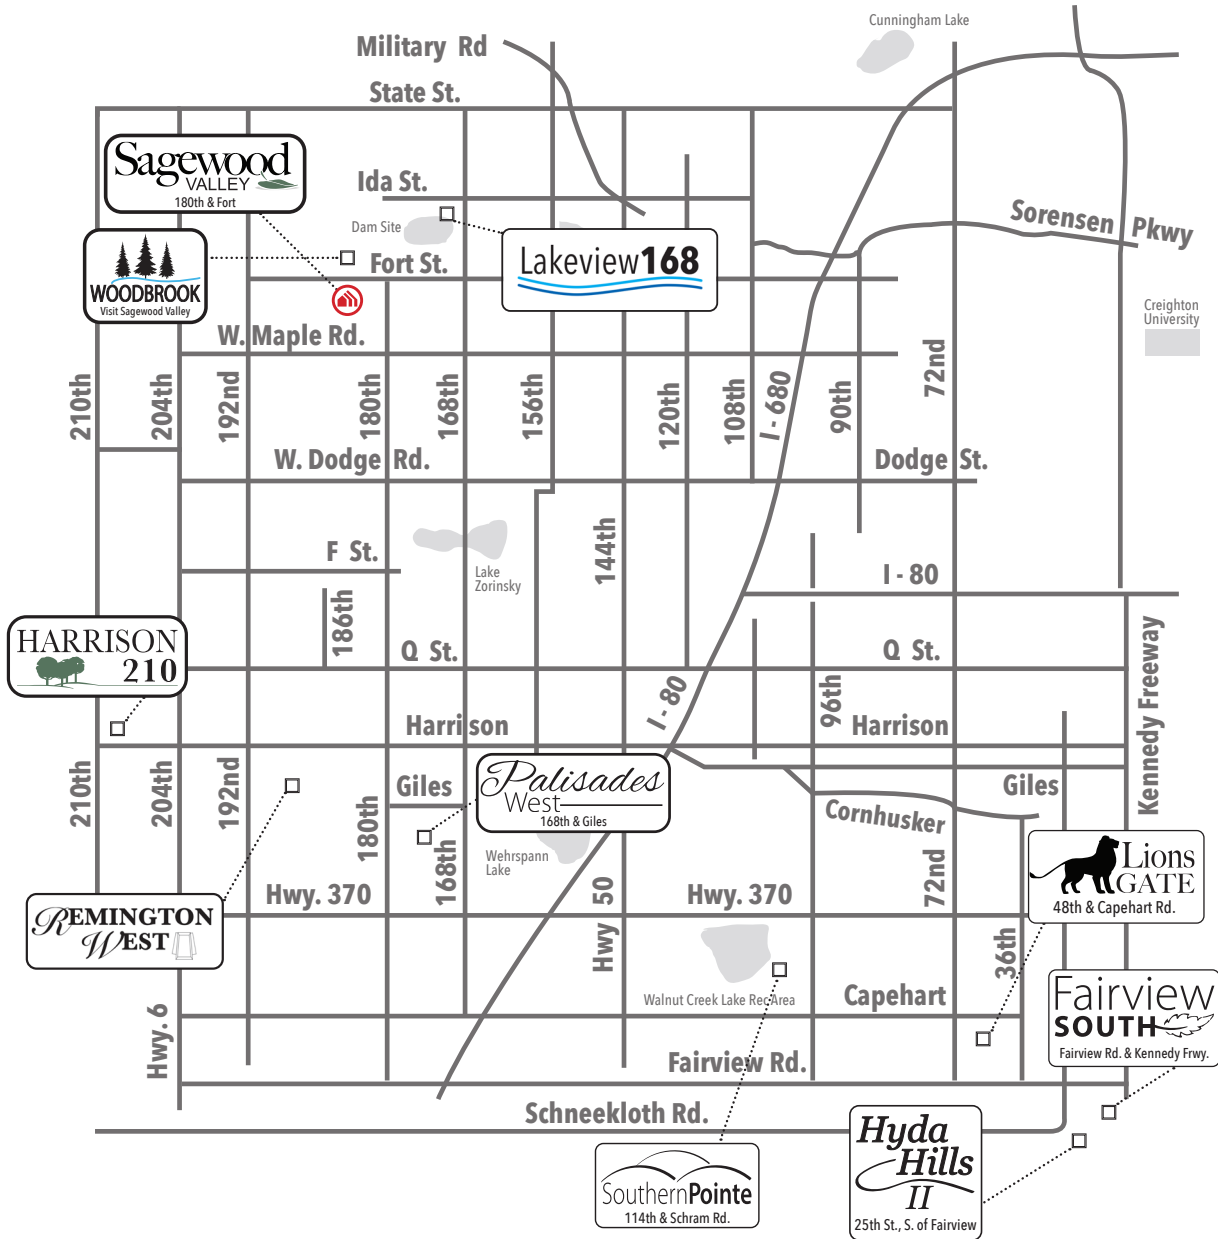 Cunningham Lake
Military Rd
State St.
Sagewood
VALLEY
180th & Fort
Ida St.
Dam Site
Sorensen Pkwy
Lakeview168
Fort St.
WOODBROOK
Visit Sagewood Valley
Creighton
University
W. Maple Rd.
210th
204th
192nd
180th
168th
156th
120th
108th
I - 680
90th
72nd
W. Dodge Rd.
Dodge St.
144th
F St.
Lake
Zorinsky
I - 80
186th
HARRISON
210
Q St.
Q St.
Kennedy Freeway
I - 80
96th
Harrison
Harrison
210th
204th
192nd
180th
Giles
168th
Palisades
West
168th & Giles
Giles
Cornhusker
Wehrspann
Lake
72nd
Lions
GATE
48th & Capehart Rd.
Hwy. 370
Hwy 50
Hwy. 370
REMINGTON
WEST
36th
Walnut Creek Lake Rec Area
Capehart
Fairview
SOUTH
Fairview Rd. & Kennedy Frwy.
Hwy. 6
Fairview Rd.
Schneekloth Rd.
Hyda
Hills
II
25th St., S. of Fairview
SouthernPointe
114th & Schram Rd.